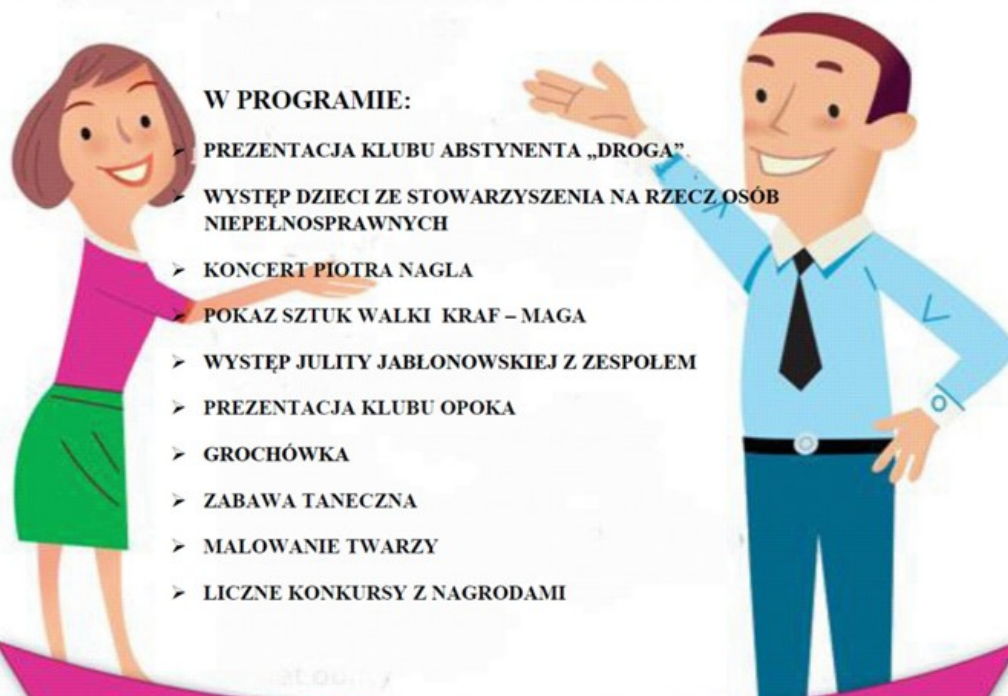 W PROGRAMIE:
➢ PREZENTACJA KLUBU ABSTYNENTA „DROGA”
➢ WYSTĘP DZIECI ZE STOWARZYSZENIA NA RZECZ OSÓB
NIEPEŁNOSPRAWNYCH
➢ KONCERT PIOTRA NAGLA
➢ POKAZ SZTUK WALKI KRAF – MAGA
➢ WYSTĘP JULITY JABŁONOWSKIEJ Z ZESPOŁEM
➢ PREZENTACJA KLUBU OPOKA
➢ GROCHÓWKA
➢ ZABAWA TANECZNA
➢ MALOWANIE TWARZY
➢ LICZNE KONKURSY Z NAGRODAMI